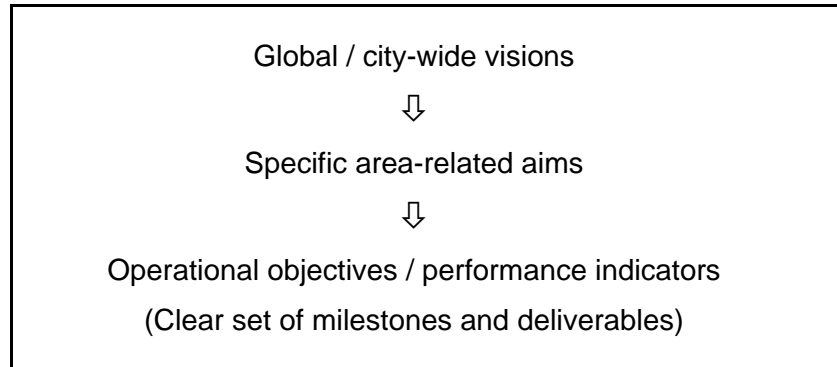 Global / city-wide visions
⇩
Specific area-related aims
⇩
Operational objectives / performance indicators
(Clear set of milestones and deliverables)